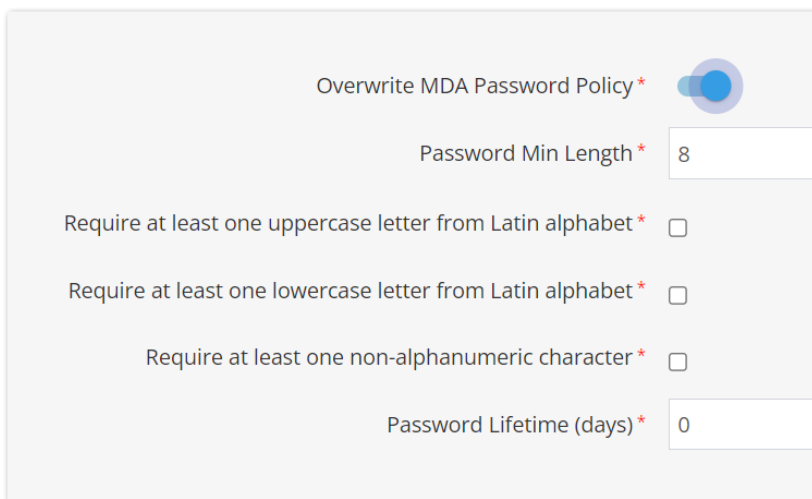 Overwrite MDA Password Policy *
Password Min Length * 8
Require at least one uppercase letter from Latin alphabet *
Require at least one lowercase letter from Latin alphabet *
Require at least one non-alphanumeric character *
Password Lifetime (days) * 0